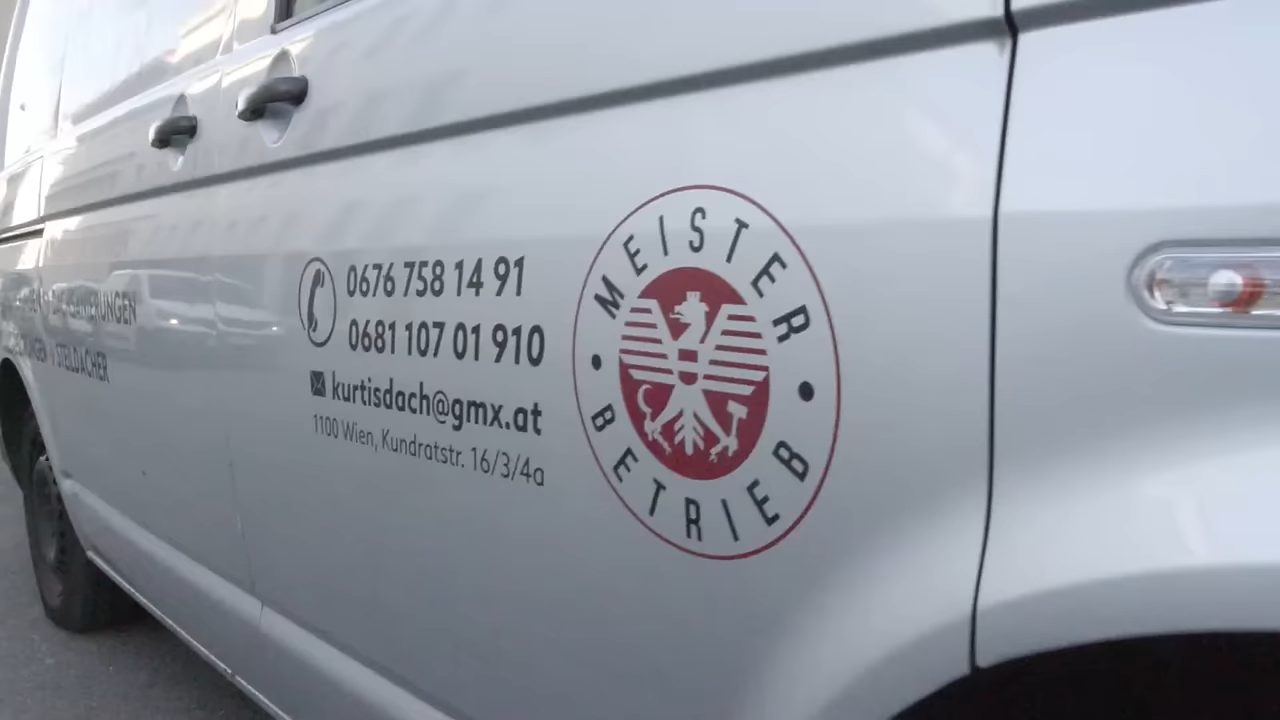 STEILDÄCHER
0676 758 14 91
0681 107 01 910
kurtisdach@gmx.at
1100 Wien, Kundratstr. 16/3/4a
MEISTER
BETRIEB